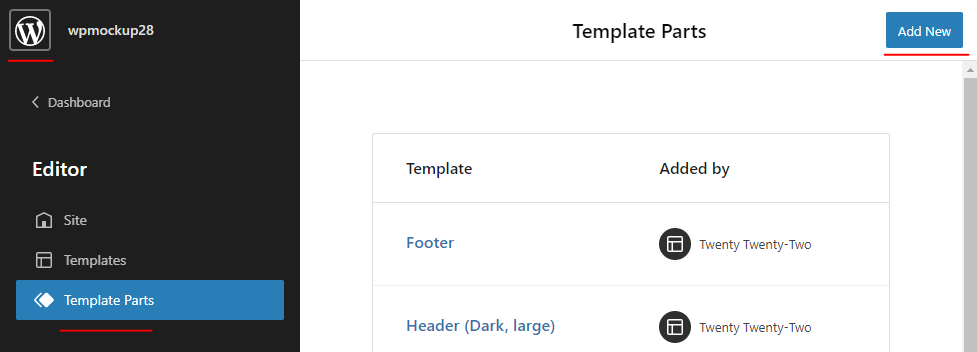 wpmockup28
Template Parts
Add New
Dashboard
Editor
Site
Templates
Template Parts
Template Added by
Footer Twenty Twenty-Two
Header (Dark, large) Twenty Twenty-Two